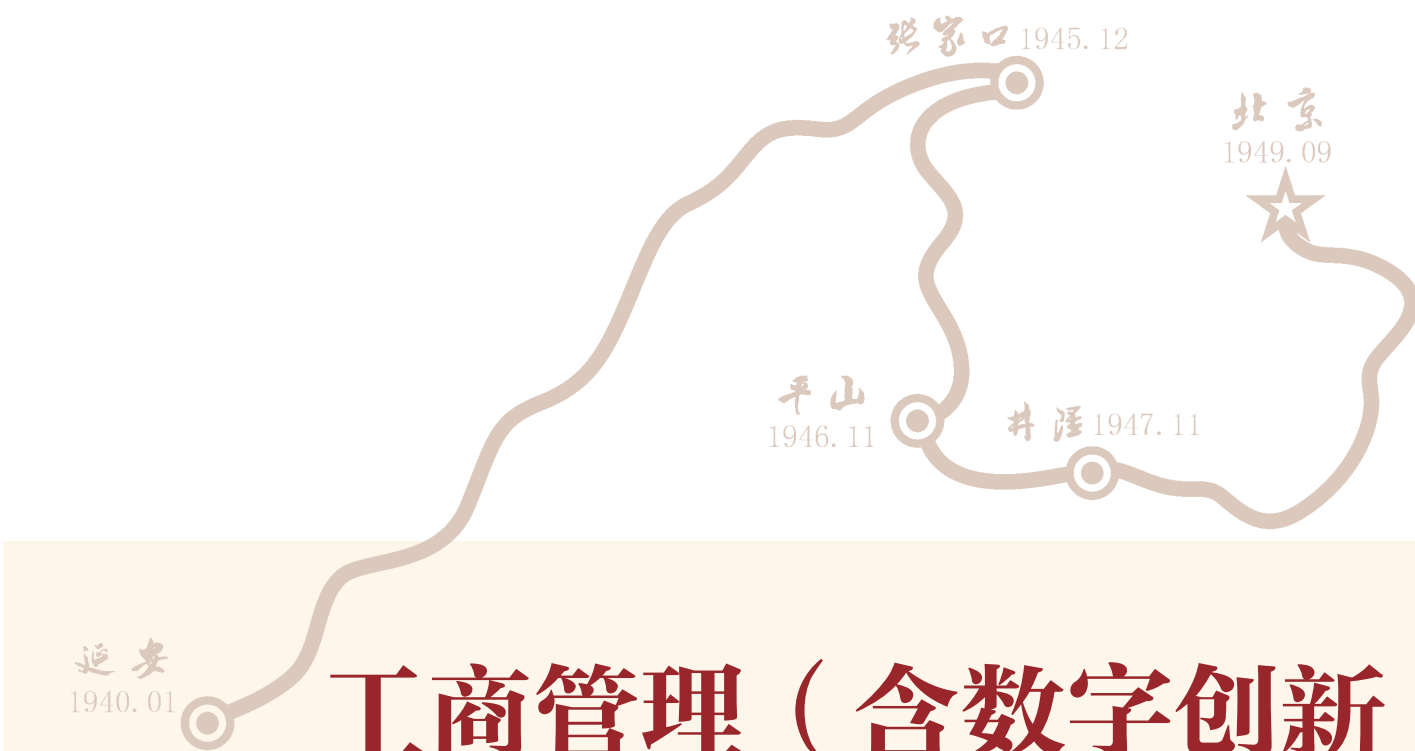 张家口 1945.12
北京
1949.09
平山
1946.11
井陉 1947.11
延安
1940.01
工商管理（含数字创新